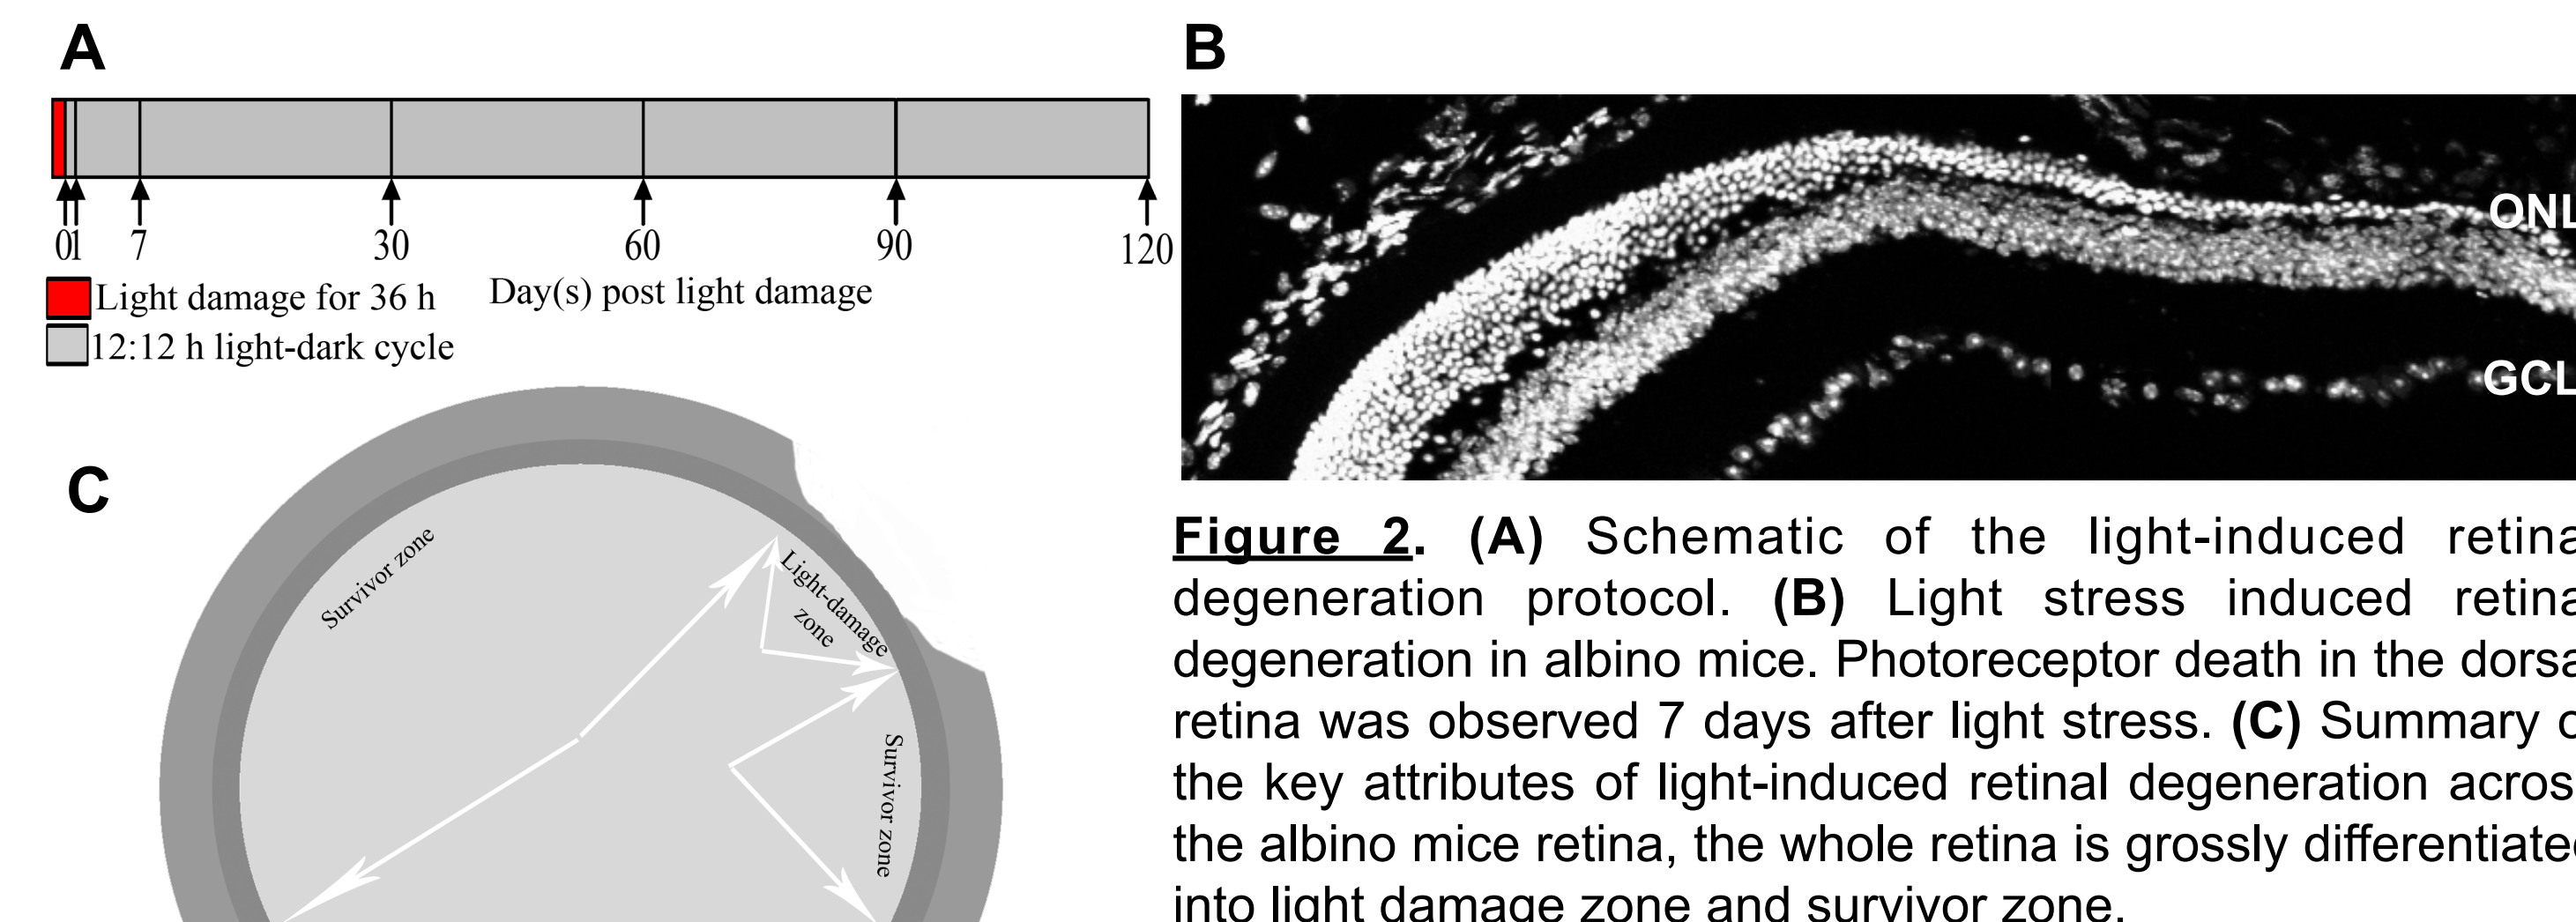 A
B
01 7 30 60 90 120
Light damage for 36 h
Day(s) post light damage
12:12 h light-dark cycle
ONL
GCL
C
Survivor zone
Light-damage
zone
Survivor zone
Figure 2. (A) Schematic of the light-induced retina
degeneration protocol. (B) Light stress induced retina
degeneration in albino mice. Photoreceptor death in the dorsa
retina was observed 7 days after light stress. (C) Summary o
the key attributes of light-induced retinal degeneration acros
the albino mice retina, the whole retina is grossly differentiated
into light damage zone and survivor zone.